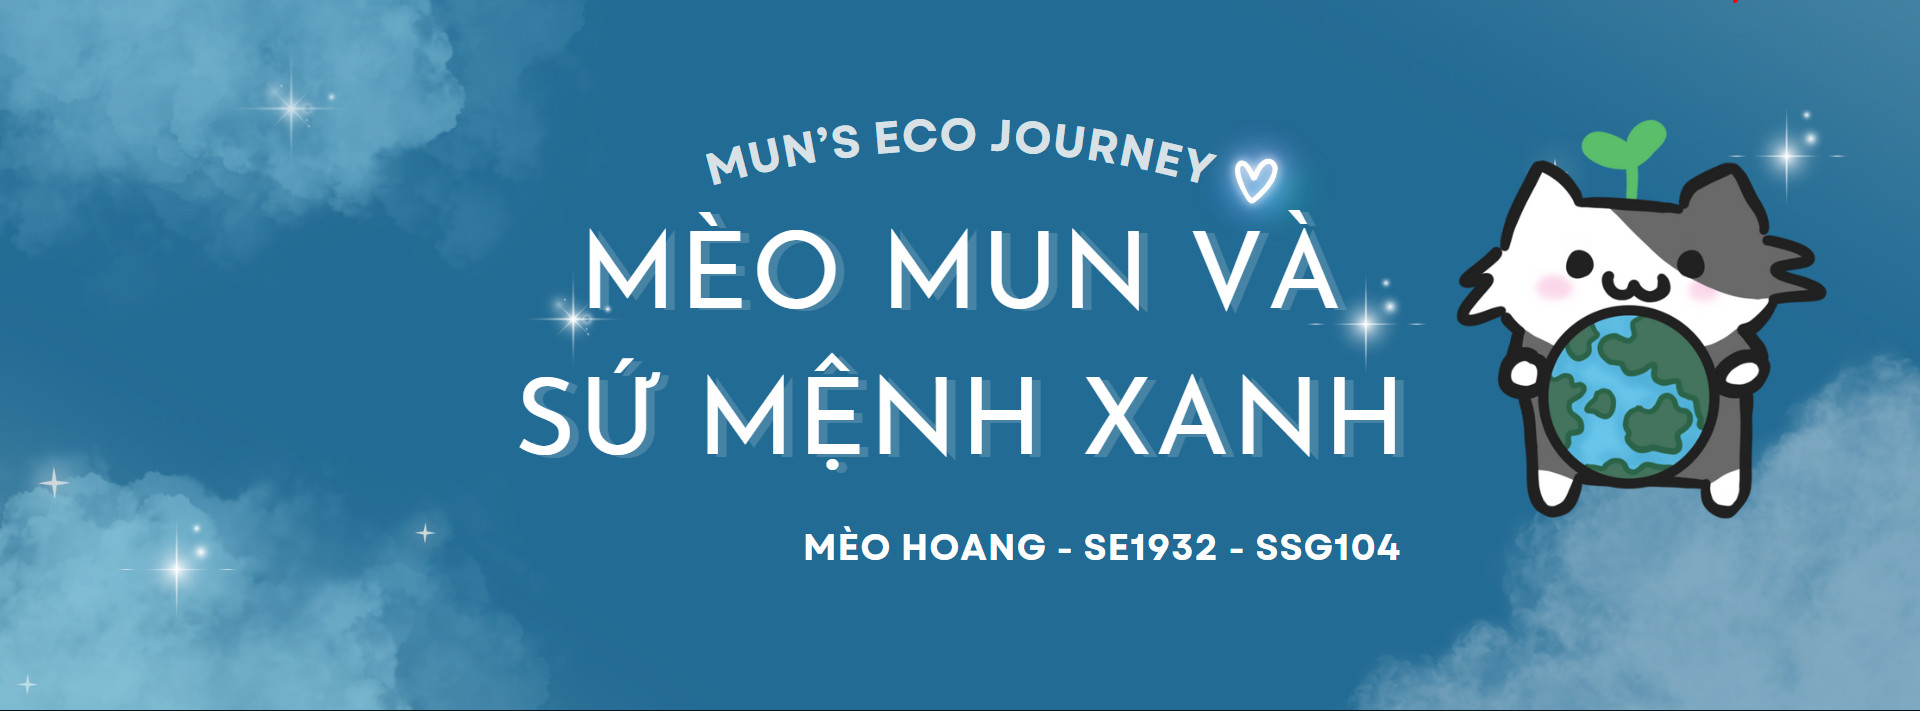 MUN'S ECO JOURNEY
MÈO MUN VÀ
SỨ MỆNH XANH
MÈO HOANG - SE1932 - SSG104